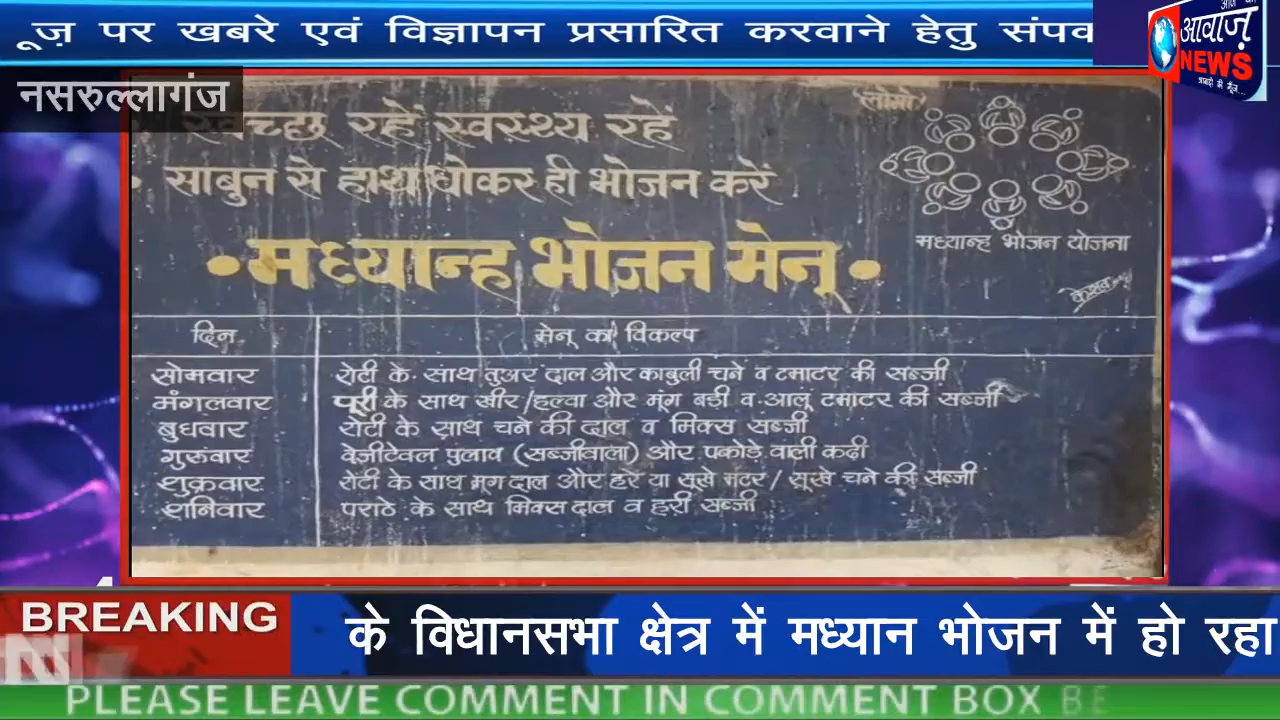 ूज़ पर खबरे एवं विज्ञापन प्रसारित करवाने हेतु संपव
आवाज़
NEWS
नसरुल्लागंज
स्वच्छ रहें स्वस्थ्य रहें
साबुन से हाथ धोकर ही भोजन करें
लोगो
मध्यान्ह भोजन योजना
• मध्यान्ह भोजन मेनू •
दिन मेनू का विकल्प
सोमवार रोटी के साथ तुअर दाल और काबुली चने व टमाटर की सब्जी
मंगलवार पूरी के साथ खीर/हल्वा और मूंग बड़ी व आलू टमाटर की सब्जी
बुधवार रोटी के साथ चने की दाल व मिक्स सब्जी
गुरुवार वेजीटेवल पुलाव (सब्जीवाला) और पकोड़े वाली कढ़ी
शुक्रवार रोटी के साथ मूग दाल और हरे या सूखे मटर / सूखे चने की सब्जी
शनिवार पराठे के साथ मिक्स दाल व हरी सब्जी
BREAKING
के विधानसभा क्षेत्र में मध्यान भोजन में हो रहा
PLEASE LEAVE COMMENT IN COMMENT BOX BE